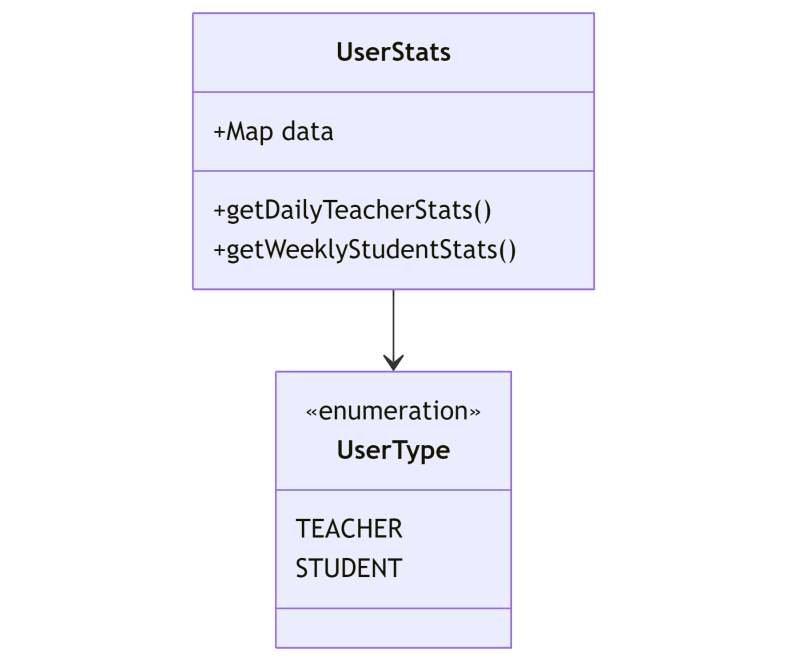 UserStats
+Map data
+getDailyTeacherStats()
+getWeeklyStudentStats()
«enumeration»
UserType
TEACHER
STUDENT